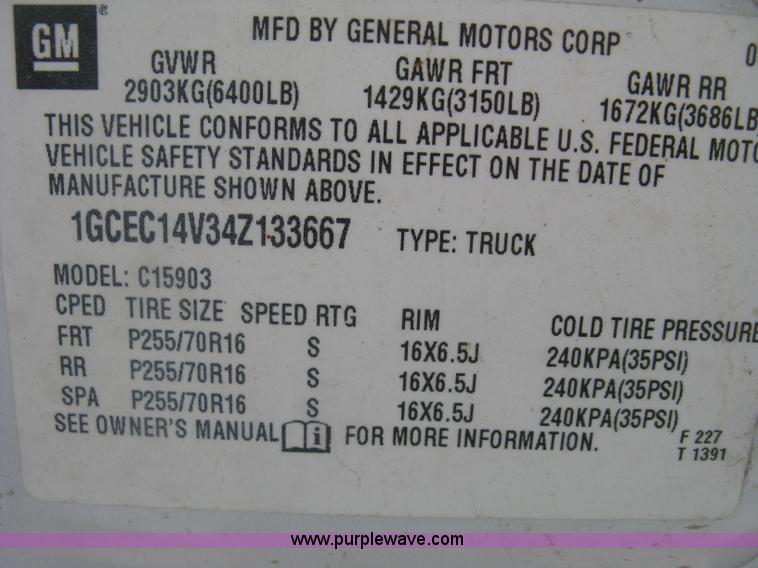 GM ®
MFD BY GENERAL MOTORS CORP 0
GVWR GAWR FRT GAWR RR
2903KG(6400LB) 1429KG(3150LB) 1672KG(3686LB
THIS VEHICLE CONFORMS TO ALL APPLICABLE U.S. FEDERAL MOTO
VEHICLE SAFETY STANDARDS IN EFFECT ON THE DATE OF
MANUFACTURE SHOWN ABOVE.
1GCEC14V34Z133667 TYPE: TRUCK
MODEL: C15903
CPED TIRE SIZE SPEED RTG RIM COLD TIRE PRESSURE
FRT P255/70R16 S 16X6.5J 240KPA(35PSI)
RR P255/70R16 S 16X6.5J 240KPA(35PSI)
SPA P255/70R16 S 16X6.5J 240KPA(35PSI)
SEE OWNER'S MANUAL i FOR MORE INFORMATION.
F 227
T 1391
www.purplewave.com